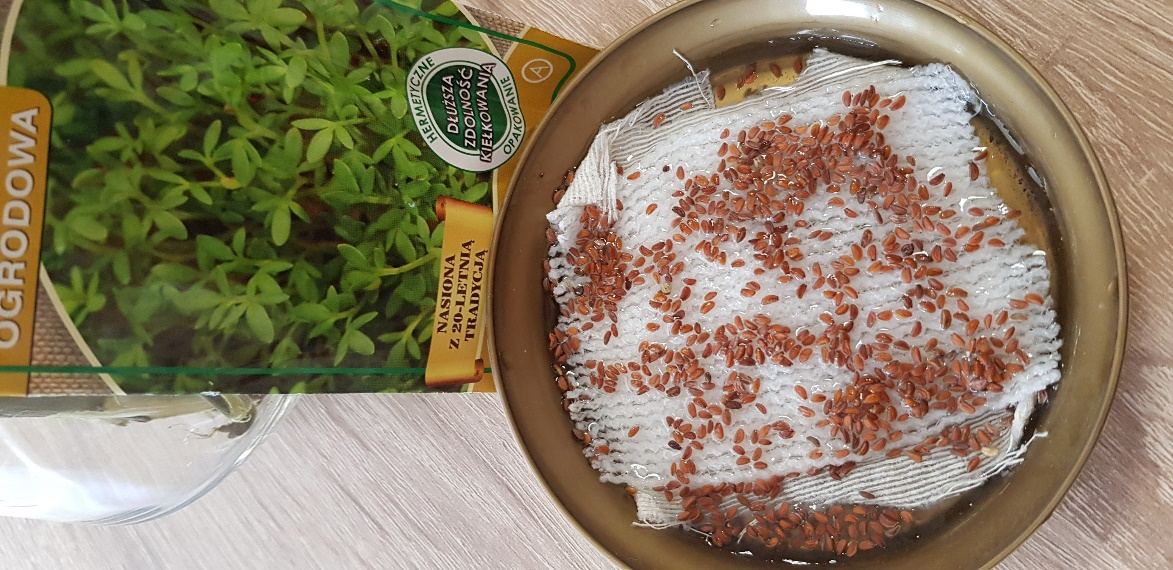 OGRODOWA
HERMETYCZNE
OPAKOWANIE
DŁUŻSZA
ZDOLNOŚĆ
KIEŁKOWANIA
A
NASIONA
Z 20-LETNIĄ
TRADYCJĄ